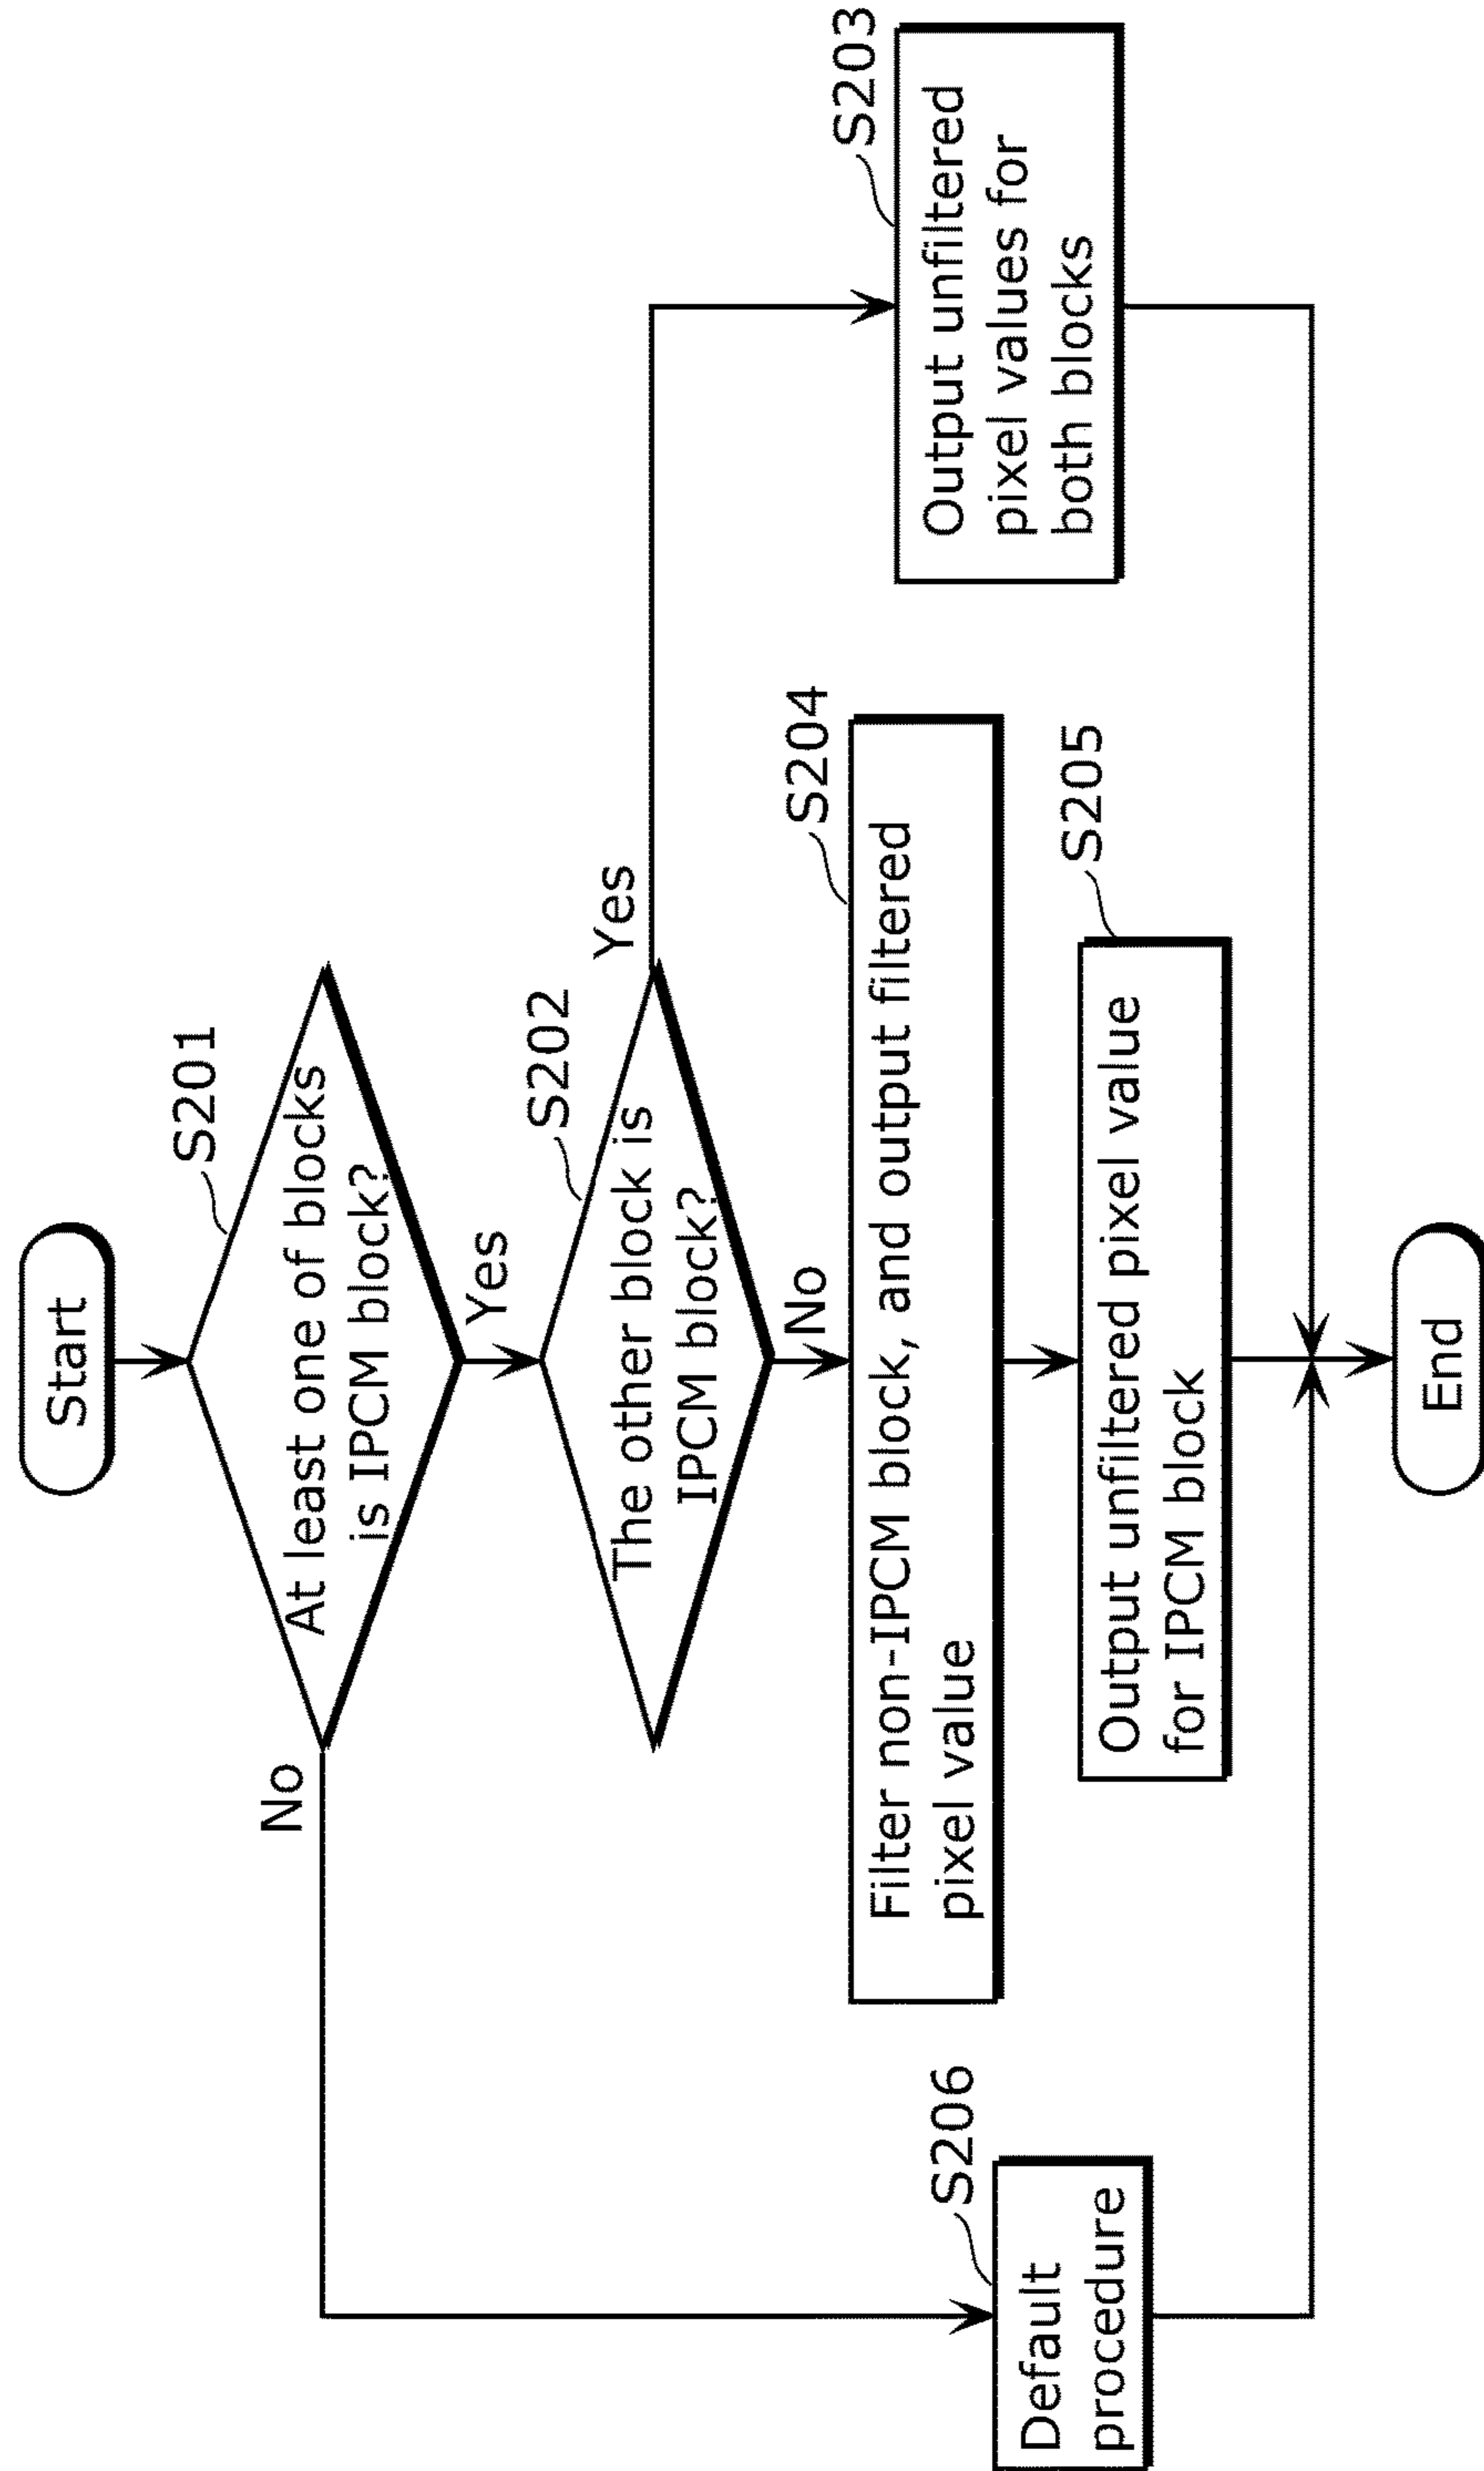 Start
S201
At least one of blocks
is IPCM block?
No
Yes
S202
The other block is
IPCM block?
Yes
No
S203
Output unfiltered
pixel values for
both blocks
S204
Filter non-IPCM block, and output filtered
pixel value
S205
Output unfiltered pixel value
for IPCM block
S206
Default
procedure
End